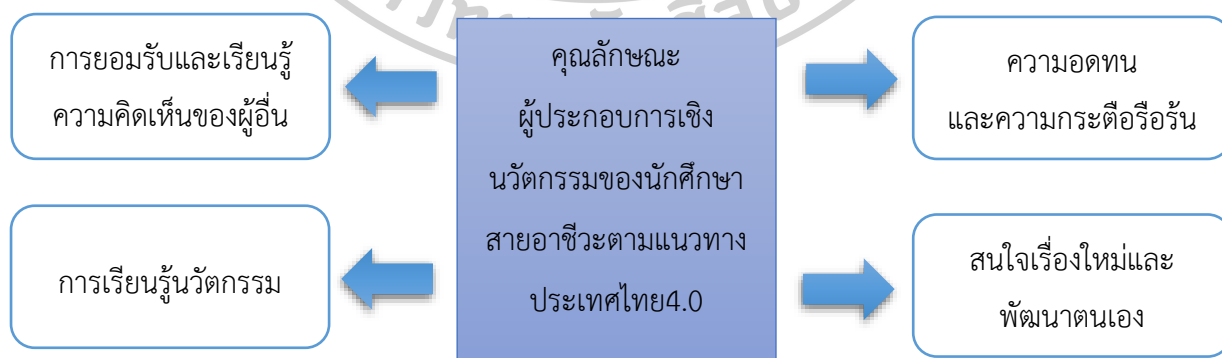 การยอมรับและเรียนรู้
ความคิดเห็นของผู้อื่น
การเรียนรู้นวัตกรรม
คุณลักษณะ
ผู้ประกอบการเชิง
นวัตกรรมของนักศึกษา
สายอาชีวะตามแนวทาง
ประเทศไทย4.0
ความอดทน
และความกระตือรือร้น
สนใจเรื่องใหม่และ
พัฒนาตนเอง